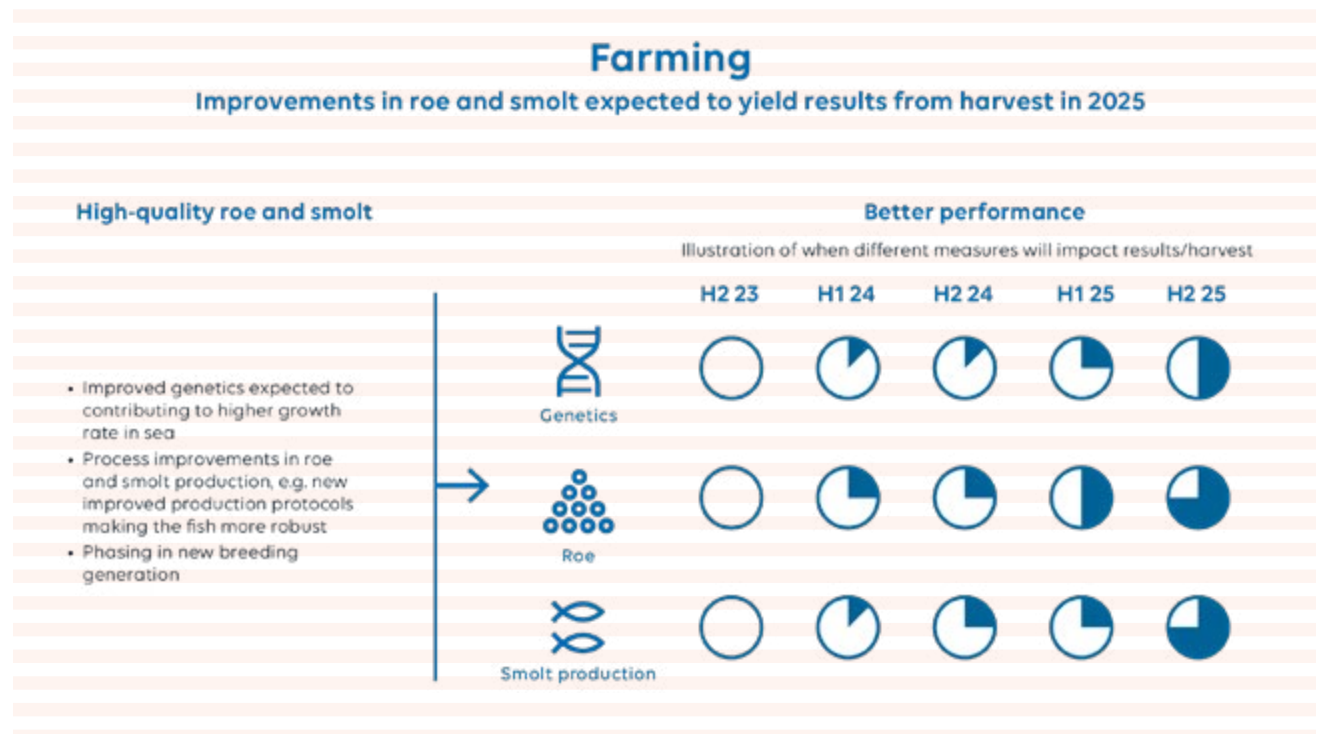 Farming
Improvements in roe and smolt expected to yield results from harvest in 2025
High-quality roe and smolt
• Improved genetics expected to
contributing to higher growth
rate in sea
• Process improvements in roe
and smolt production, e.g. new
improved production protocols
making the fish more robust
• Phasing in new breeding
generation
Better performance
Illustration of when different measures will impact results/harvest
H2 23 H1 24 H2 24 H1 25 H2 25
Genetics
Roe
Smolt production